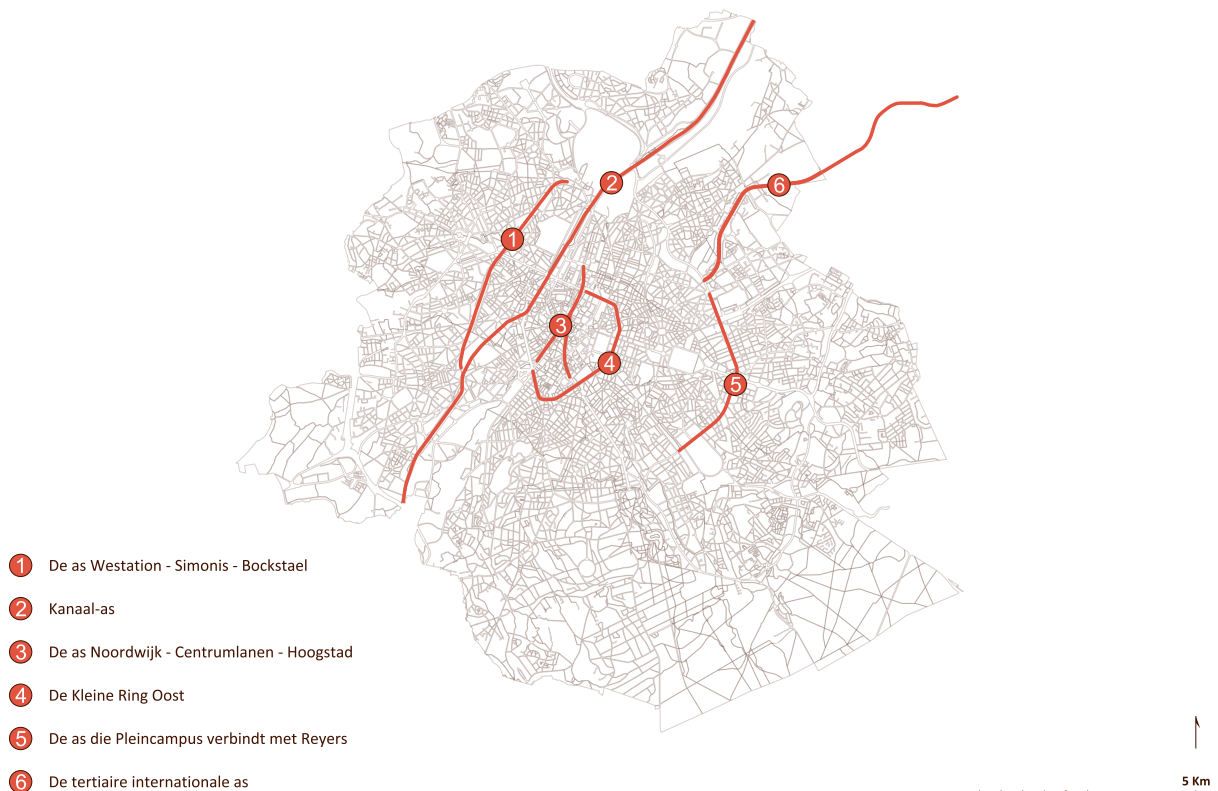 2
6
1
3
4
5
1 De as Westation - Simonis - Bockstael
2 Kanaal-as
3 De as Noordwijk - Centrumlanen - Hoogstad
4 De Kleine Ring Oost
5 De as die Pleincampus verbindt met Reyers
6 De tertiaire internationale as
5 Km